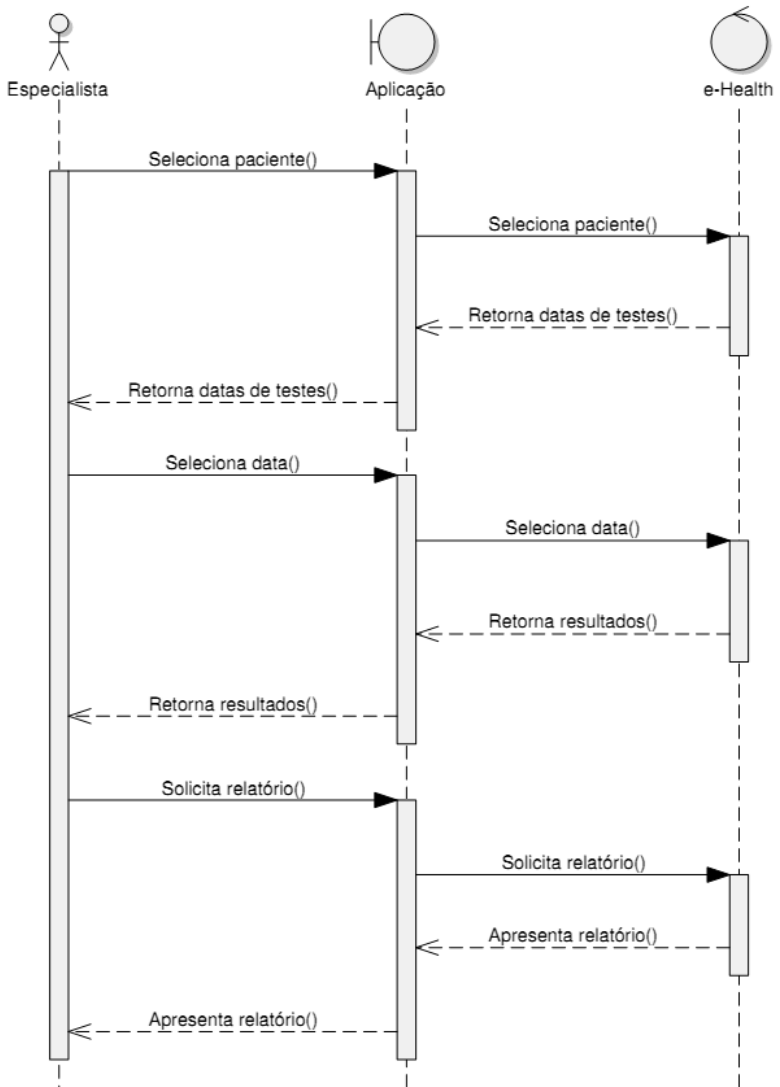 Especialista
Aplicação
e-Health
Seleciona paciente()
Seleciona paciente()
Retorna datas de testes()
Retorna datas de testes()
Seleciona data()
Seleciona data()
Retorna resultados()
Retorna resultados()
Solicita relatório()
Solicita relatório()
Apresenta relatório()
Apresenta relatório()